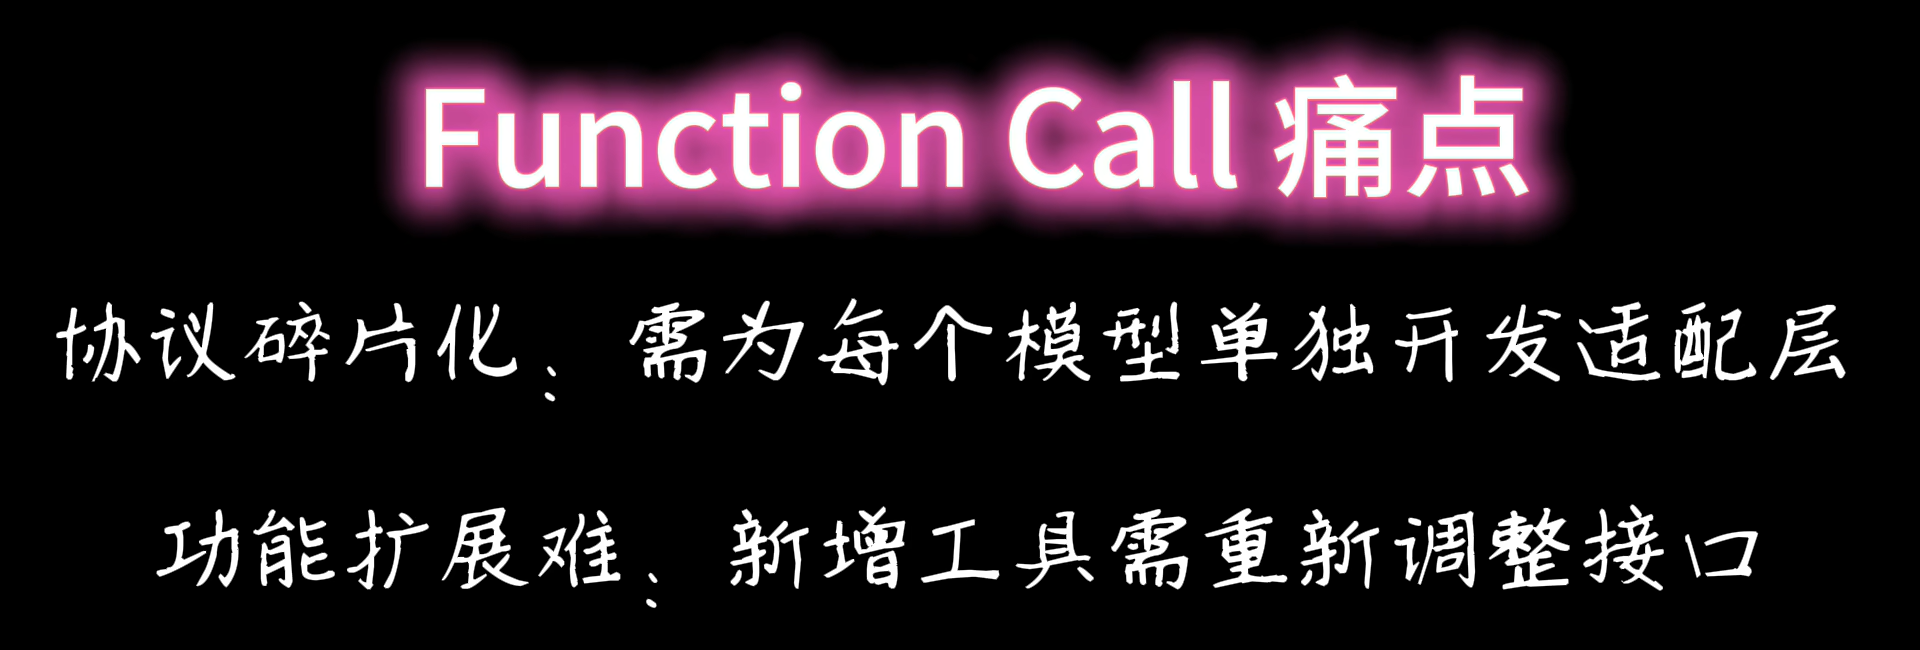 Function Call 痛点
协议碎片化：需为每个模型单独开发适配层
功能扩展难：新增工具需重新调整接口